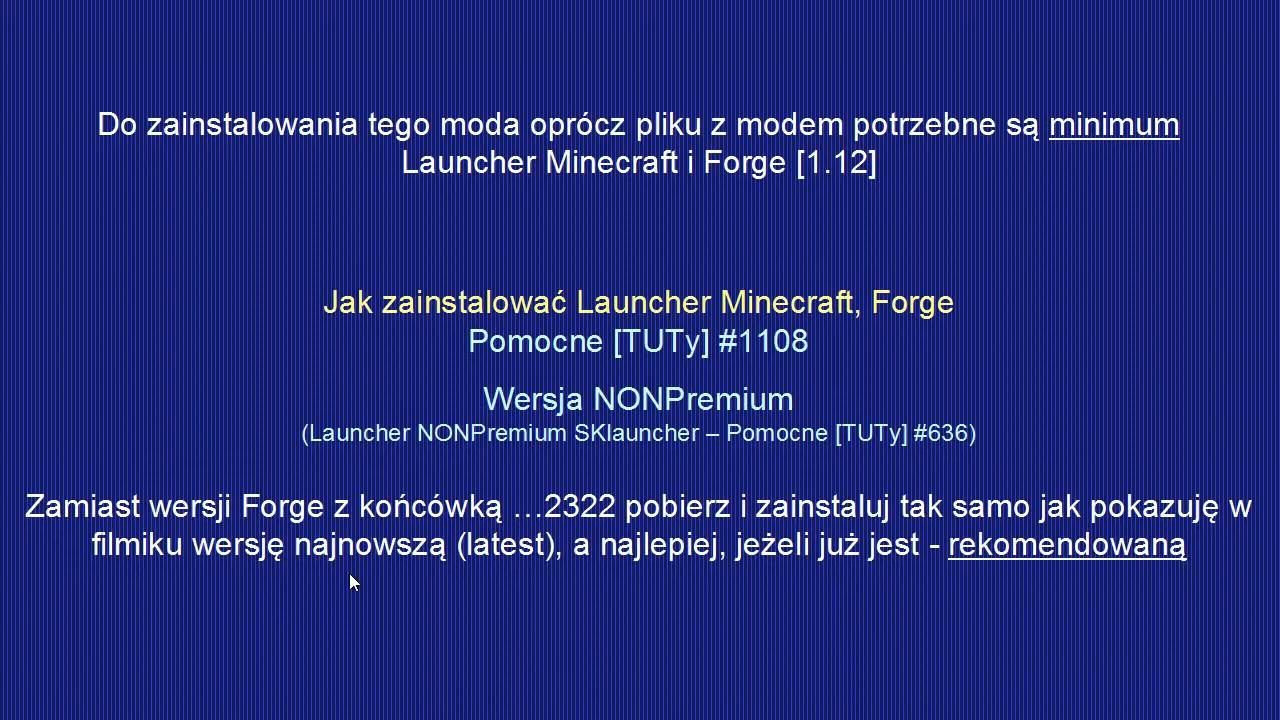 Do zainstalowania tego moda oprócz pliku z modem potrzebne są minimum
Launcher Minecraft i Forge [1.12]
Jak zainstalować Launcher Minecraft, Forge
Pomocne [TUTy] #1108
Wersja NONPremium
(Launcher NONPremium SKlauncher – Pomocne [TUTy] #636)
Zamiast wersji Forge z końcówką …2322 pobierz i zainstaluj tak samo jak pokazuję w
filmiku wersję najnowszą (latest), a najlepiej, jeżeli już jest - rekomendowaną